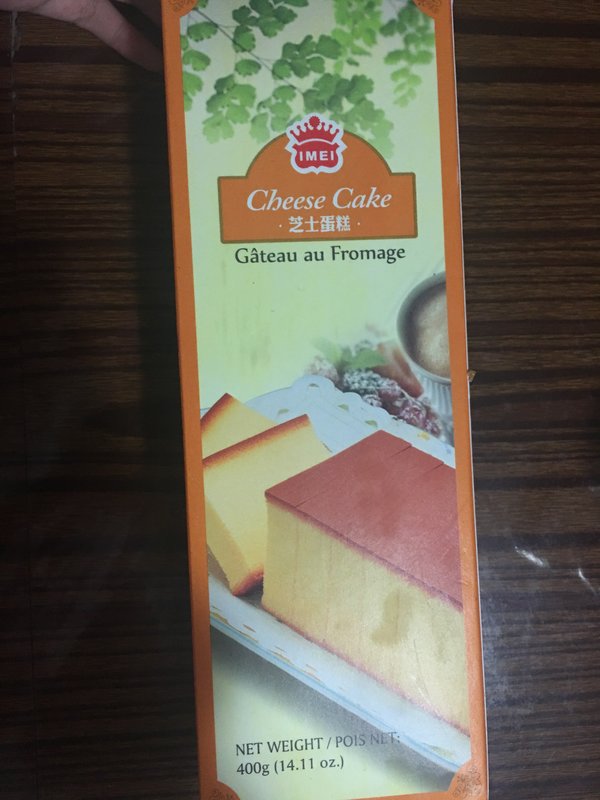 IMEI
Cheese Cake
·芝士蛋糕·
Gâteau au Fromage
NET WEIGHT / POIS NET:
400g (14.11 oz.)